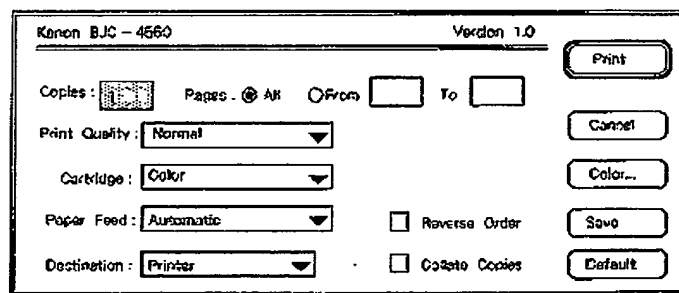 Kanon BJC - 4560 Version 1.0
Print
Copies : 1 Pages : All From To
Print Quality : Normal
Cancel
Cartridge : Color
Color...
Paper Feed : Automatic
Reverse Order
Save
Destination : Printer
Collate Copies
Default